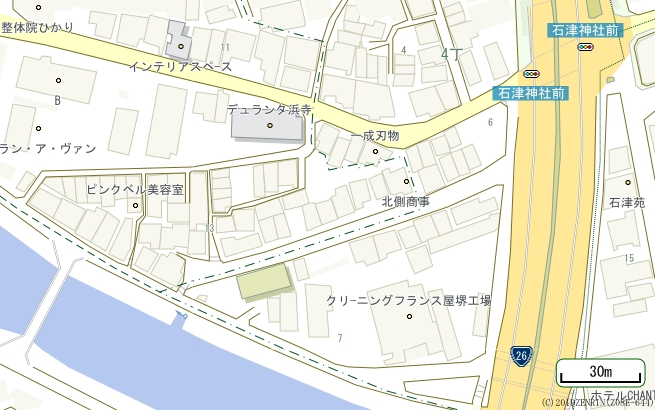 整体院ひかり
11
石津神社前
4
4丁
インテリアスペース
石津神社前
B
デュランタ浜寺
6
一成刃物
ラン・ア・ヴァン
ピンクベル美容室
北側商事
石津苑
13
15
クリーニングフランス屋堺工場
7
26
30m
ホテルCHANT
(C) 2019ZENRIN(Z05E-644)